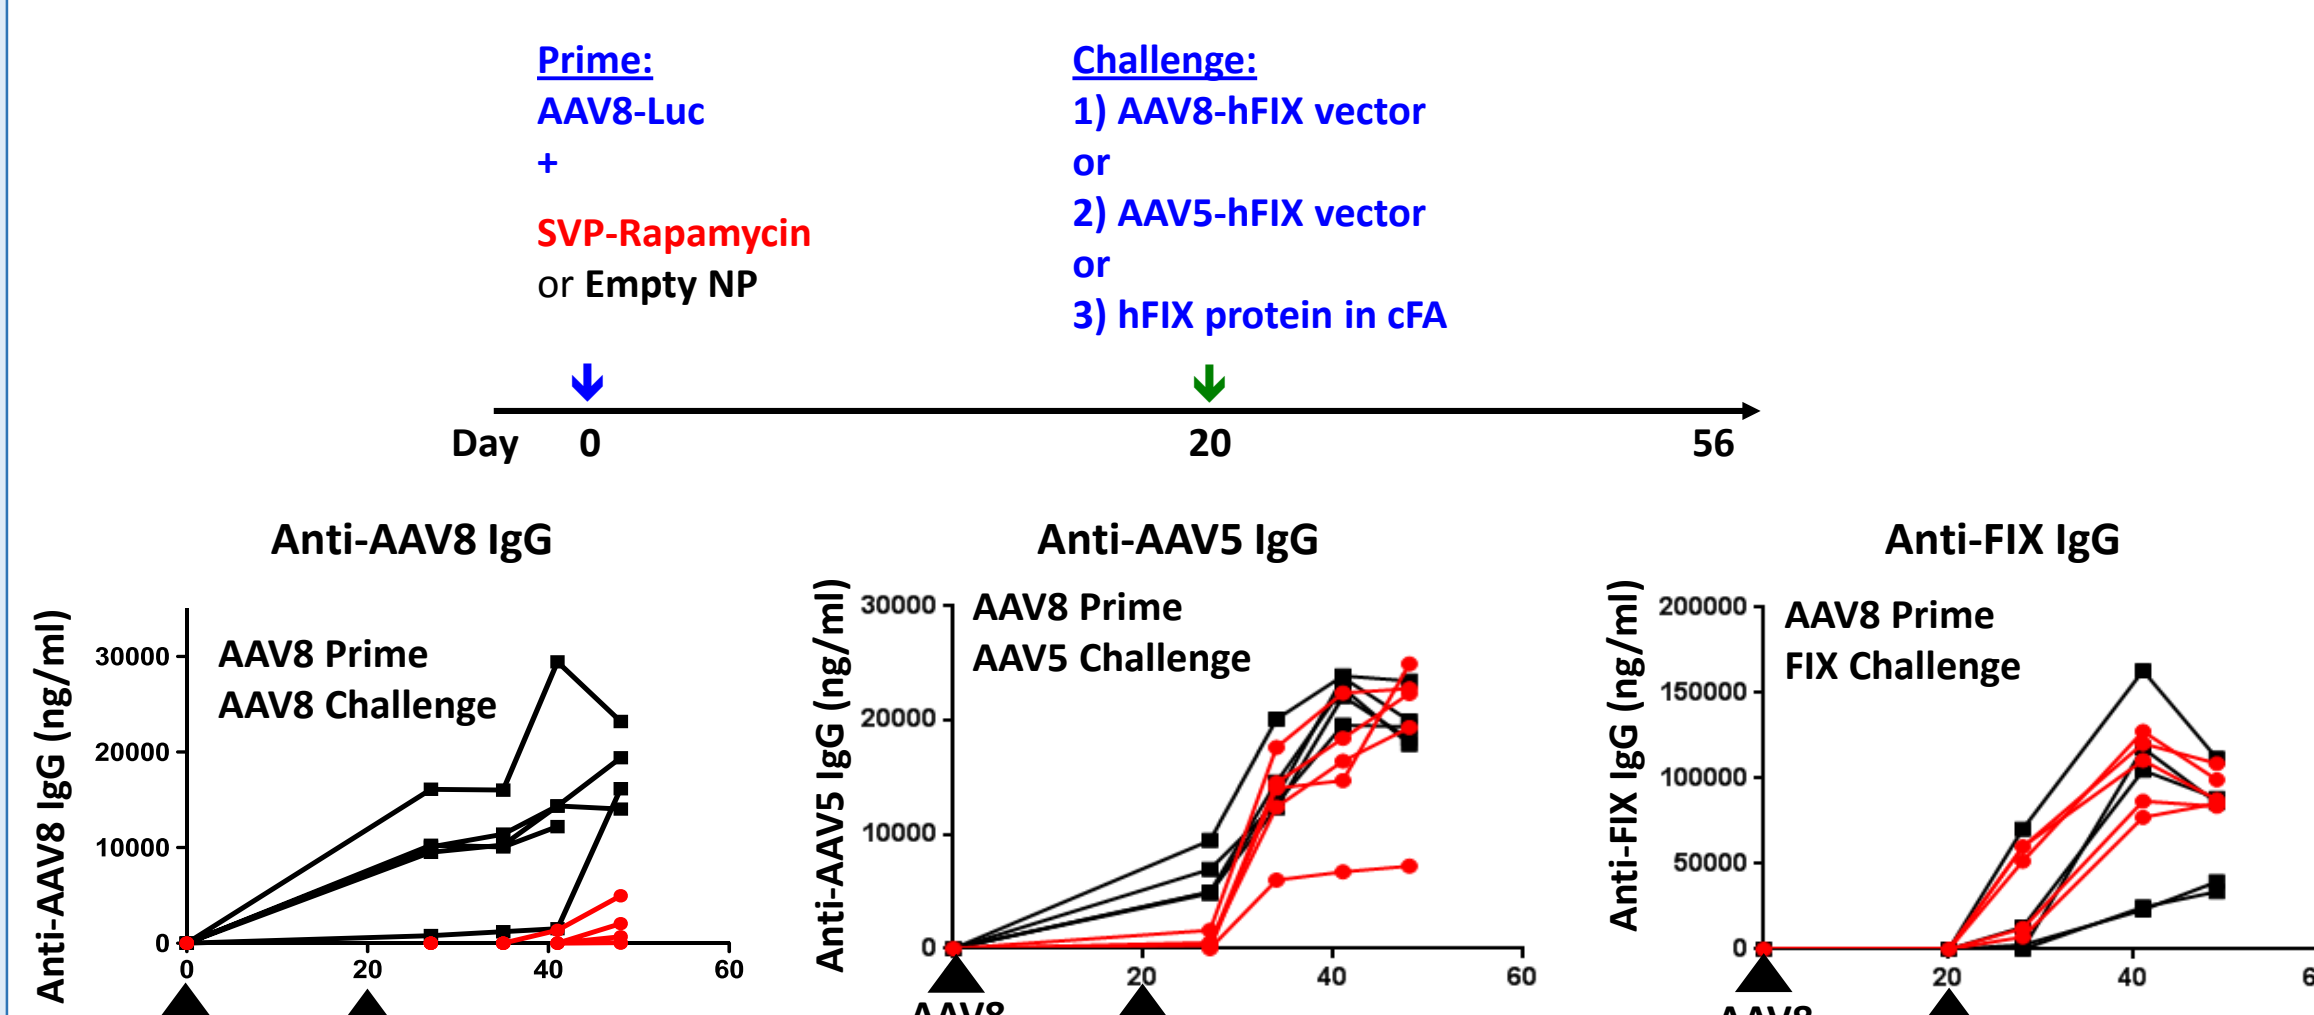 Prime:
AAV8-Luc
+
SVP-Rapamycin
or Empty NP
Challenge:
1) AAV8-hFIX vector
or
2) AAV5-hFIX vector
or
3) hFIX protein in cFA
Day 0 20 56
Anti-AAV8 IgG
Anti-AAV8 IgG (ng/ml)
AAV8 Prime
AAV8 Challenge
30000
20000
10000
0
0 20 40 60
Anti-AAV5 IgG
Anti-AAV5 IgG (ng/ml)
AAV8 Prime
AAV5 Challenge
30000
20000
10000
0
20 40 60
AAV8
Anti-FIX IgG
Anti-FIX IgG (ng/ml)
AAV8 Prime
FIX Challenge
200000
150000
100000
50000
0
20 40
AAV8